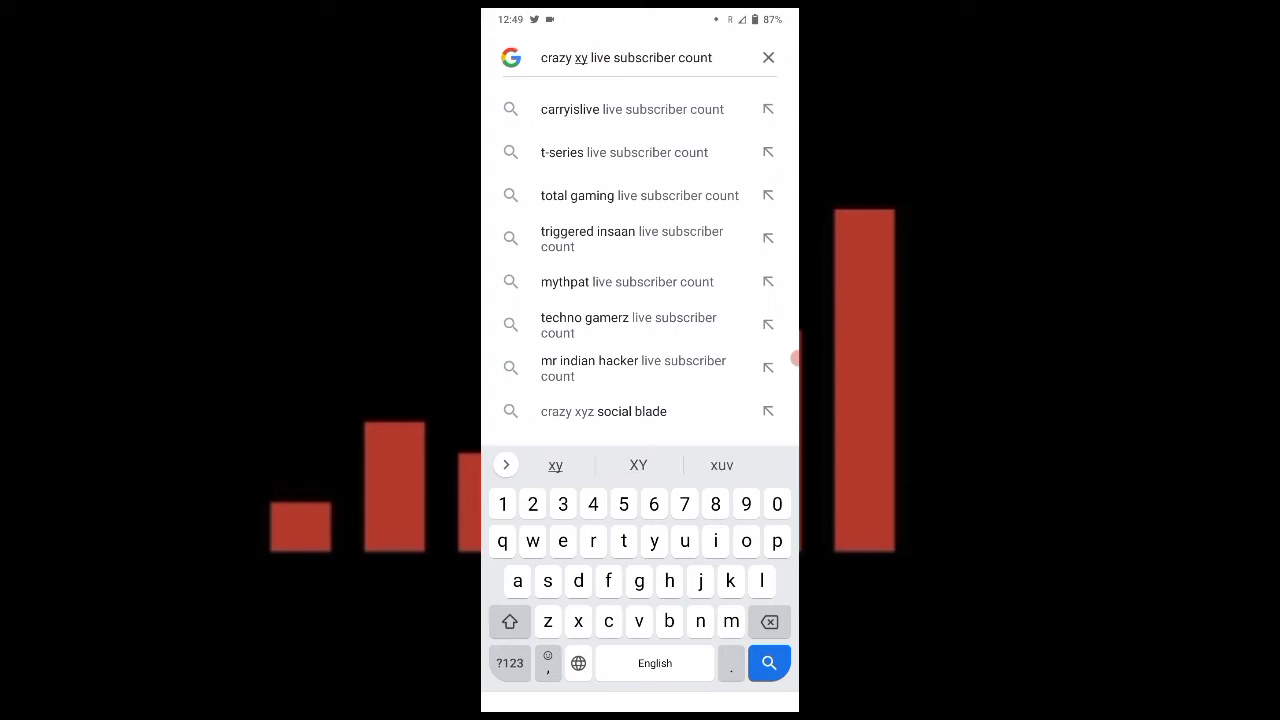 12:49
R
87%
crazy xy live subscriber count
carryislive live subscriber count
t-series live subscriber count
total gaming live subscriber count
triggered insaan live subscriber
count
mythpat live subscriber count
techno gamerz live subscriber
count
mr indian hacker live subscriber
count
crazy xyz social blade
xy XY xuv
1 2 3 4 5 6 7 8 9 0
q w e r t y u i o p
a s d f g h j k l
z x c v b n m
?123 , English .